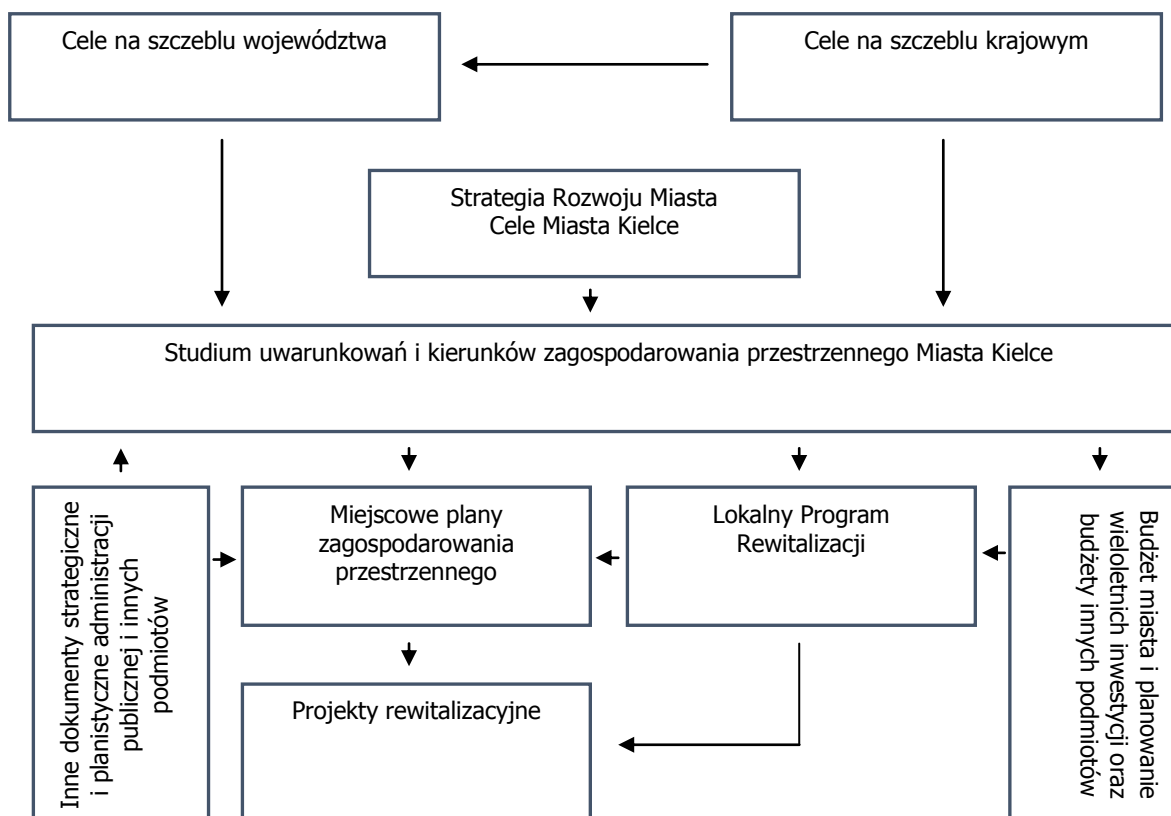 Cele na szczeblu województwa
Cele na szczeblu krajowym
Strategia Rozwoju Miasta
Cele Miasta Kielce
Studium uwarunkowań i kierunków zagospodarowania przestrzennego Miasta Kielce
Inne dokumenty strategiczne
i planistyczne administracji
publicznej i innych
podmiotów
Miejscowe plany
zagospodarowania
przestrzennego
Lokalny Program
Rewitalizacji
Budżet miasta i planowanie
wieloletnich inwestycji oraz
budżety innych podmiotów
Projekty rewitalizacyjne